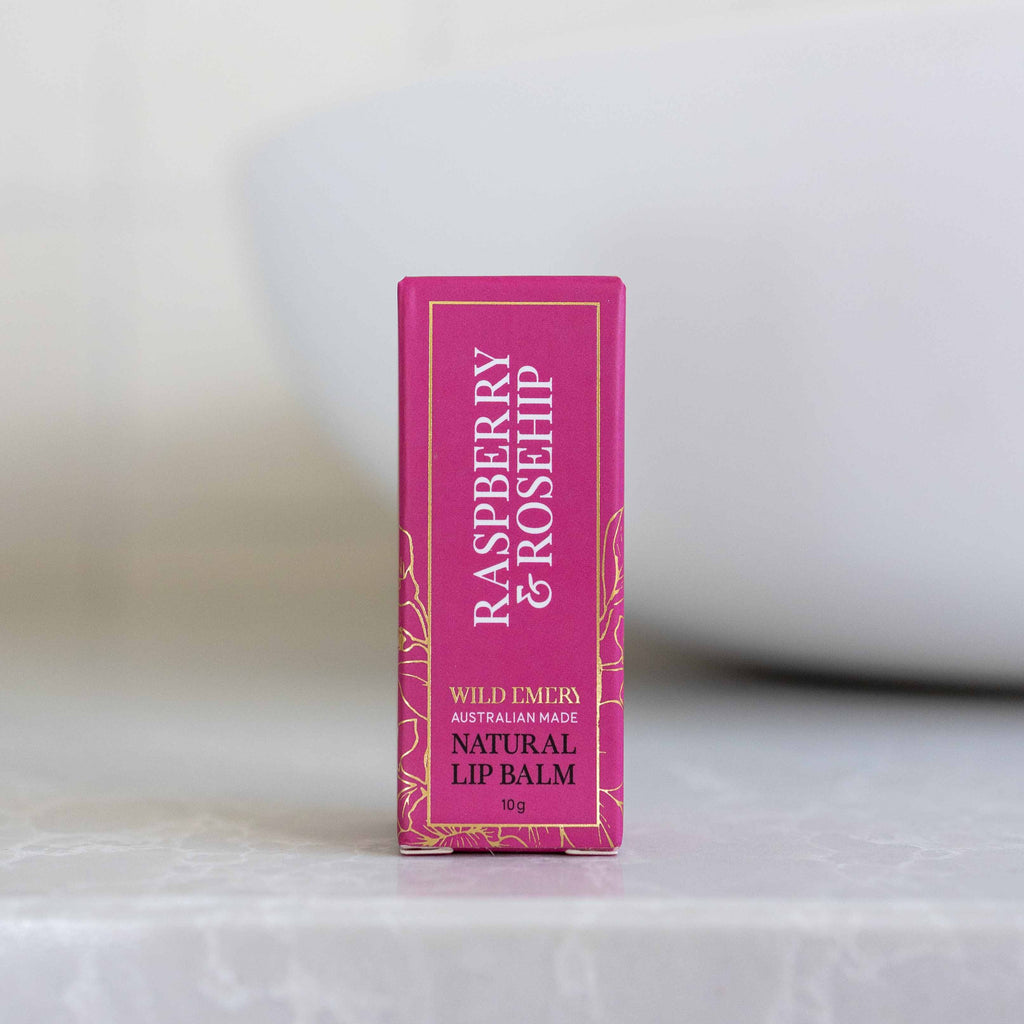 RASPBERRY
& ROSEHIP
WILD EMERY
AUSTRALIAN MADE
NATURAL
LIP BALM
10g